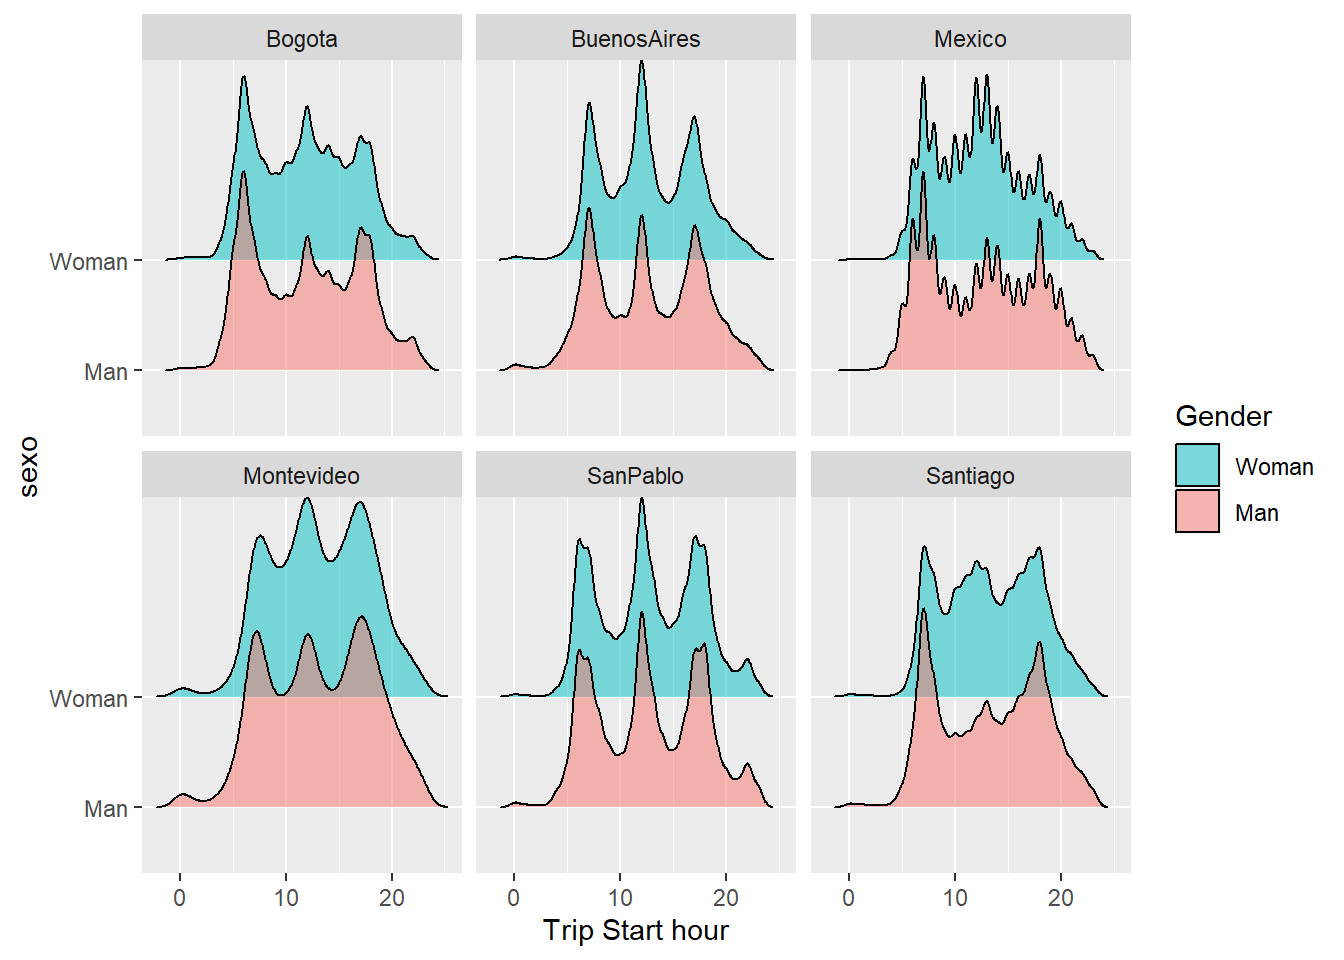 Bogota
BuenosAires
Mexico
Woman
Man
sexo
Montevideo
SanPablo
Santiago
Woman
Man
0 10 20
0 10 20
0 10 20
Trip Start hour
Gender
Woman
Man